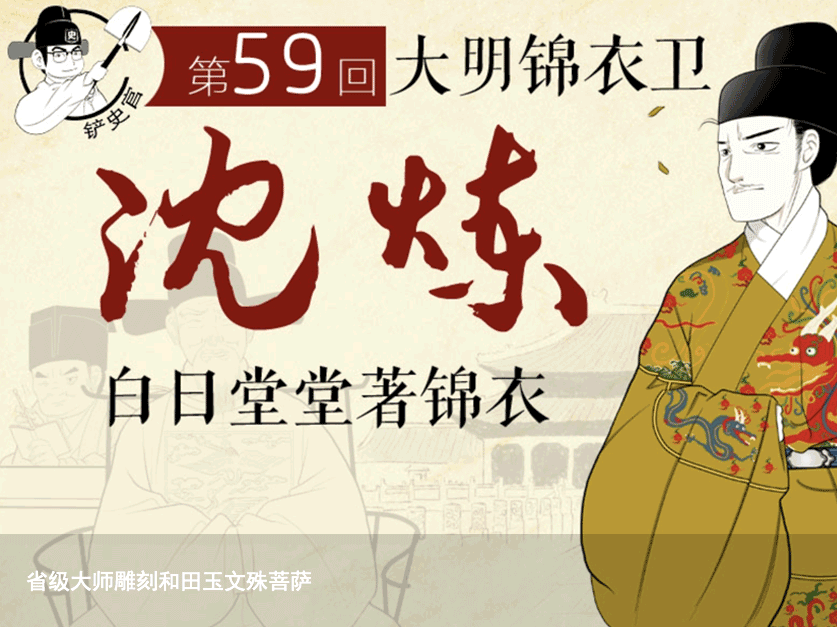 史
铲史官
第59回 大明锦衣卫
沈炼
白日堂堂著锦衣
省级大师雕刻和田玉文殊菩萨